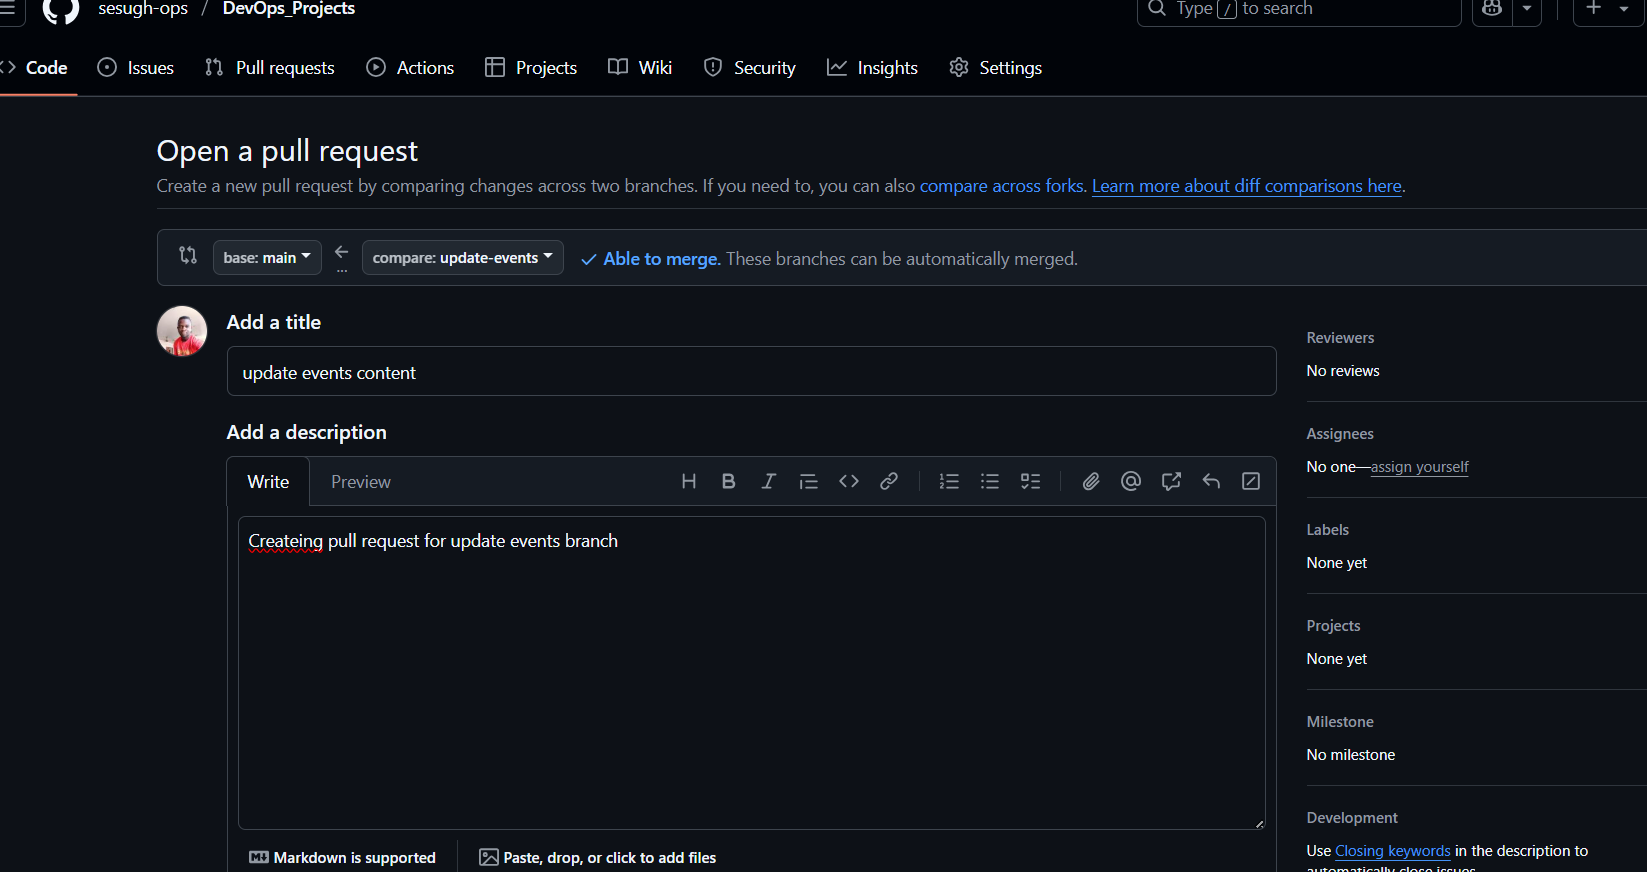 sesugh-ops / DevOps_Projects
Type / to search
Code Issues Pull requests Actions Projects Wiki Security Insights Settings
Open a pull request
Create a new pull request by comparing changes across two branches. If you need to, you can also compare across forks. Learn more about diff comparisons here.
base: main compare: update-events Able to merge. These branches can be automatically merged.
Add a title
update events content
Add a description
Write Preview
Createing pull request for update events branch
Markdown is supported Paste, drop, or click to add files
Reviewers
No reviews
Assignees
No one—assign yourself
Labels
None yet
Projects
None yet
Milestone
No milestone
Development
Use Closing keywords in the description to
automatically close issues